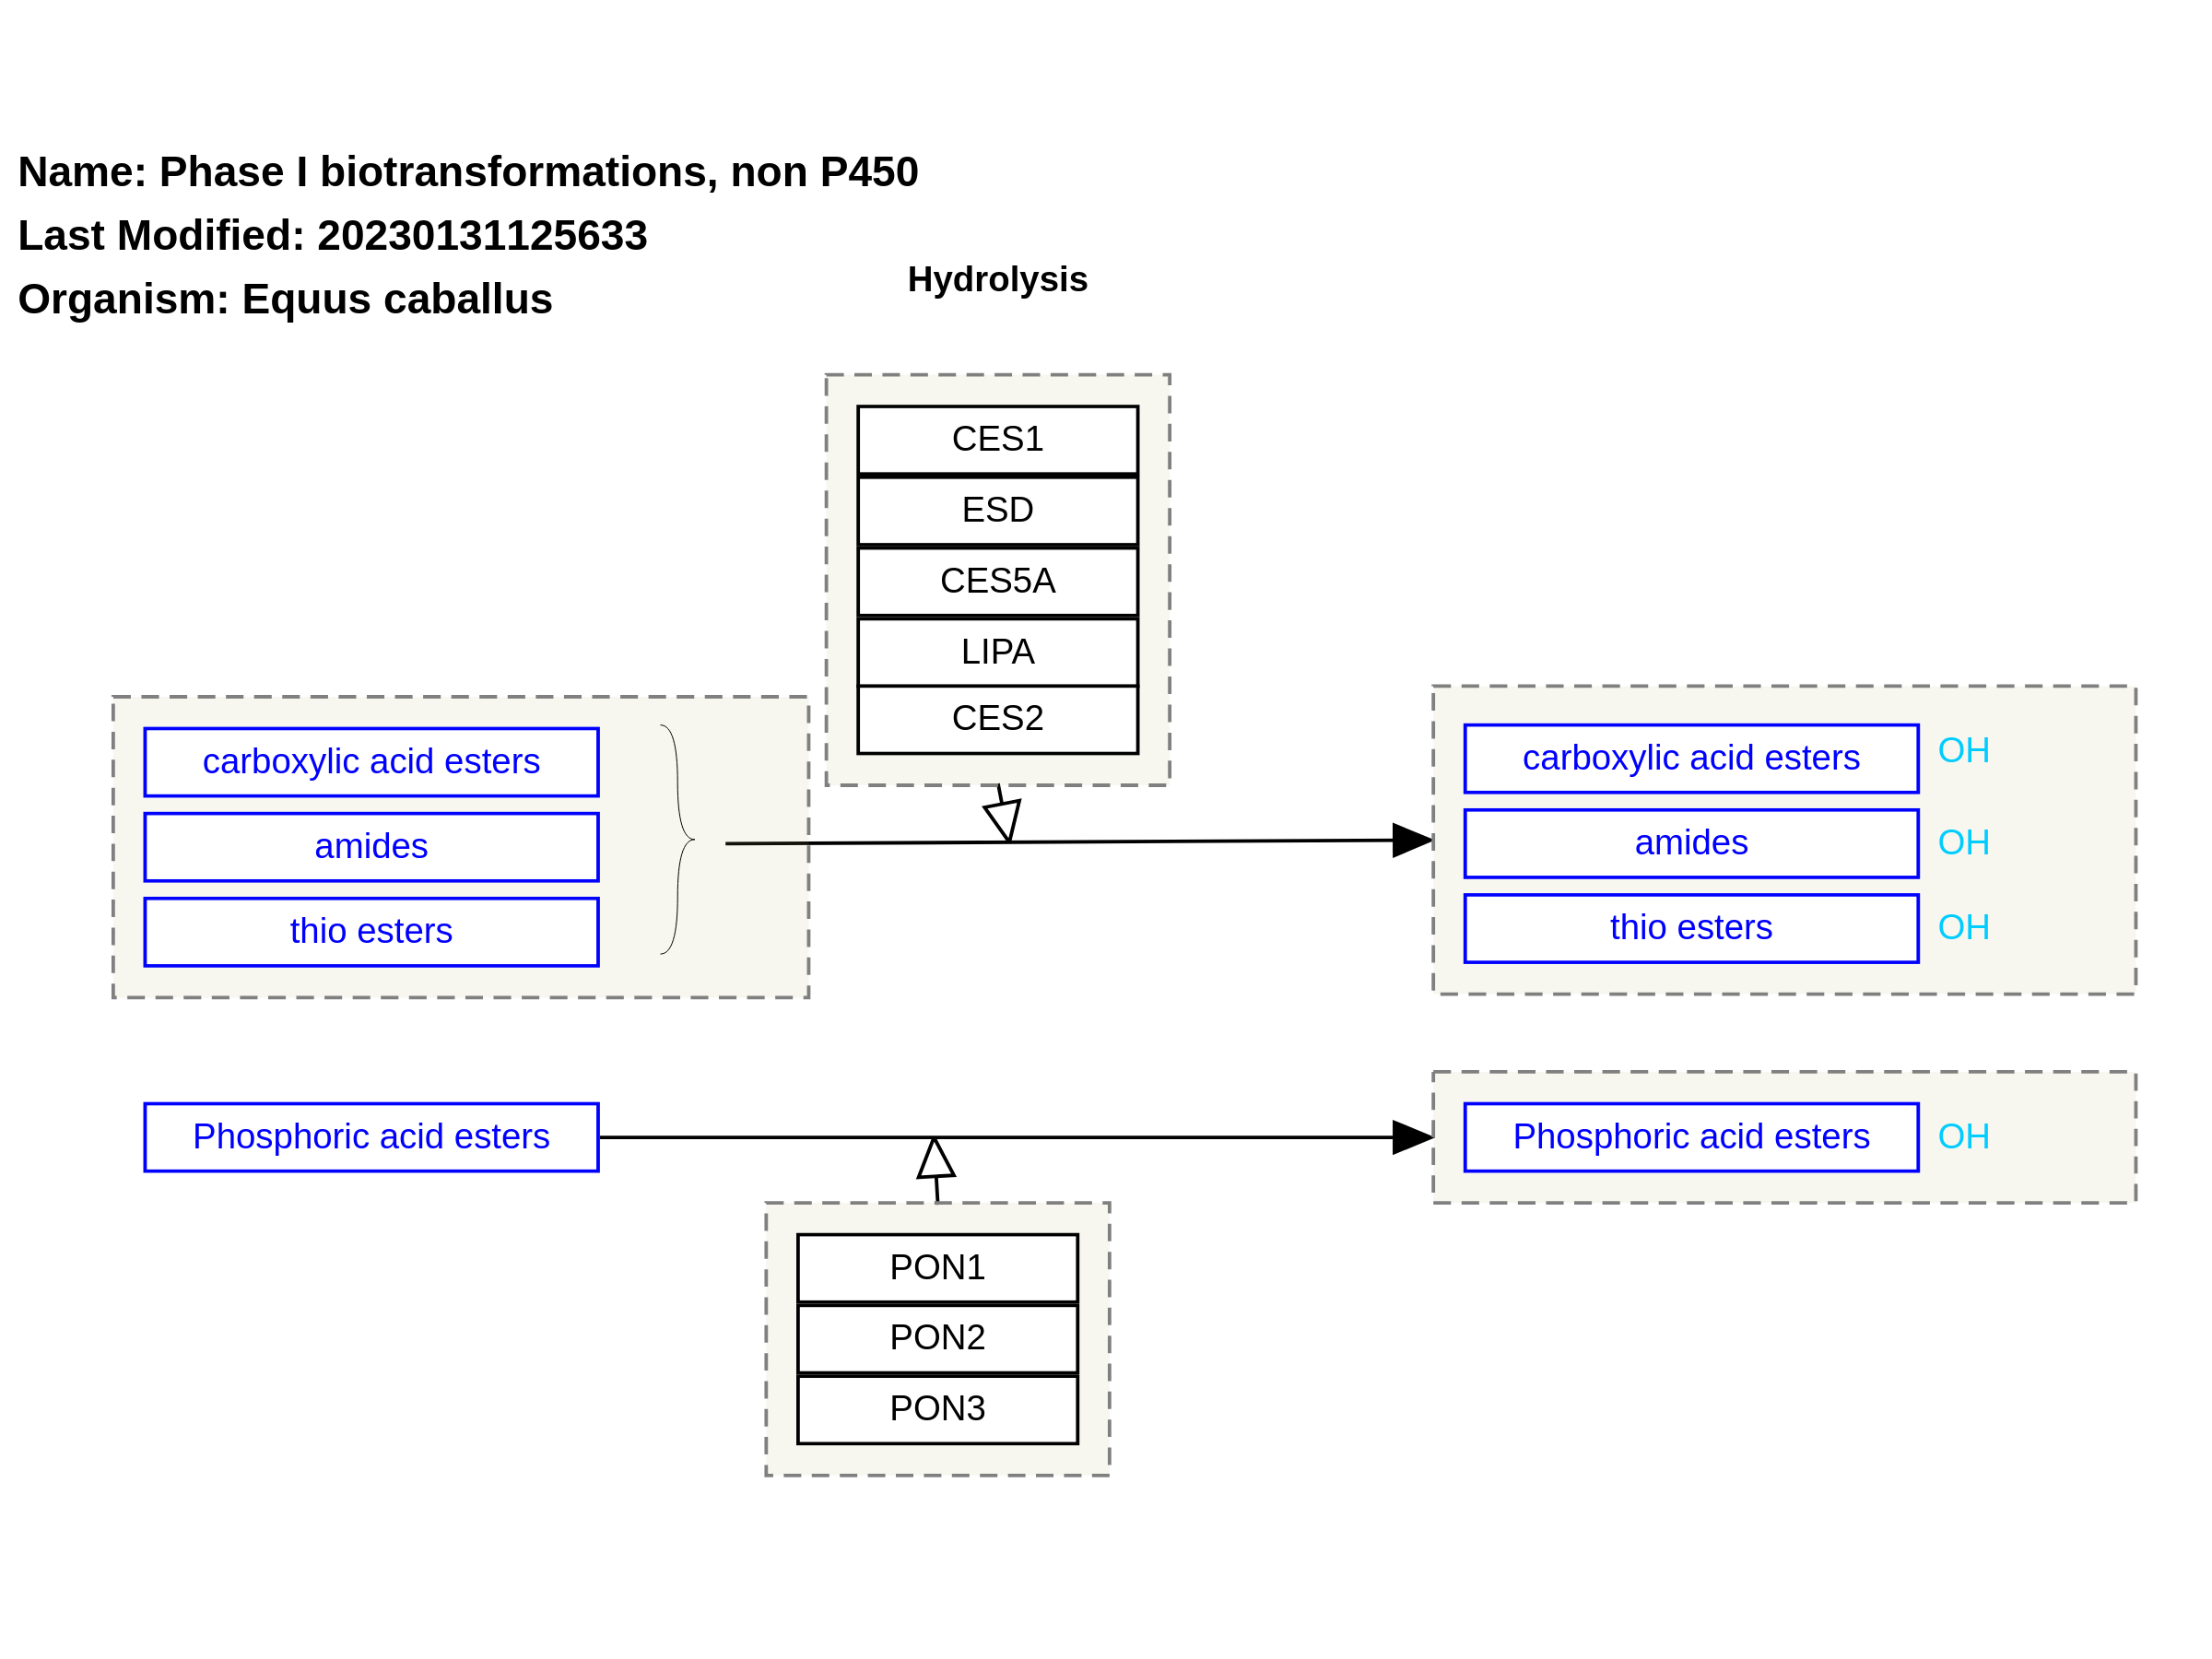 Name: Phase I biotransformations, non P450
Last Modified: 20230131125633
Organism: Equus caballus
Hydrolysis
CES1
ESD
CES5A
LIPA
CES2
carboxylic acid esters
amides
thio esters
carboxylic acid esters OH
amides OH
thio esters OH
Phosphoric acid esters
Phosphoric acid esters OH
PON1
PON2
PON3